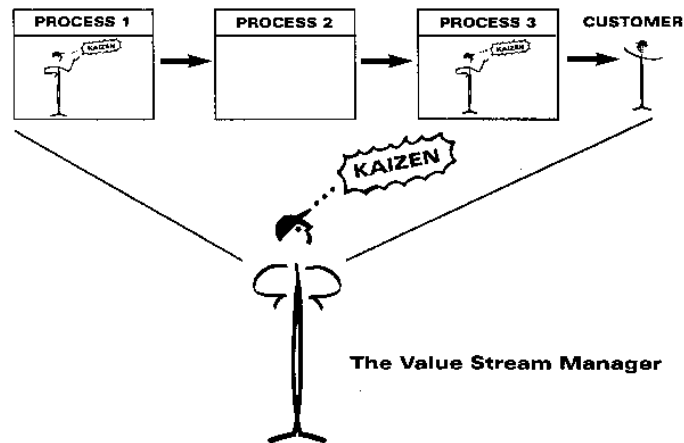 PROCESS 1 PROCESS 2 PROCESS 3 CUSTOMER
KAIZEN KAIZEN
KAIZEN
The Value Stream Manager